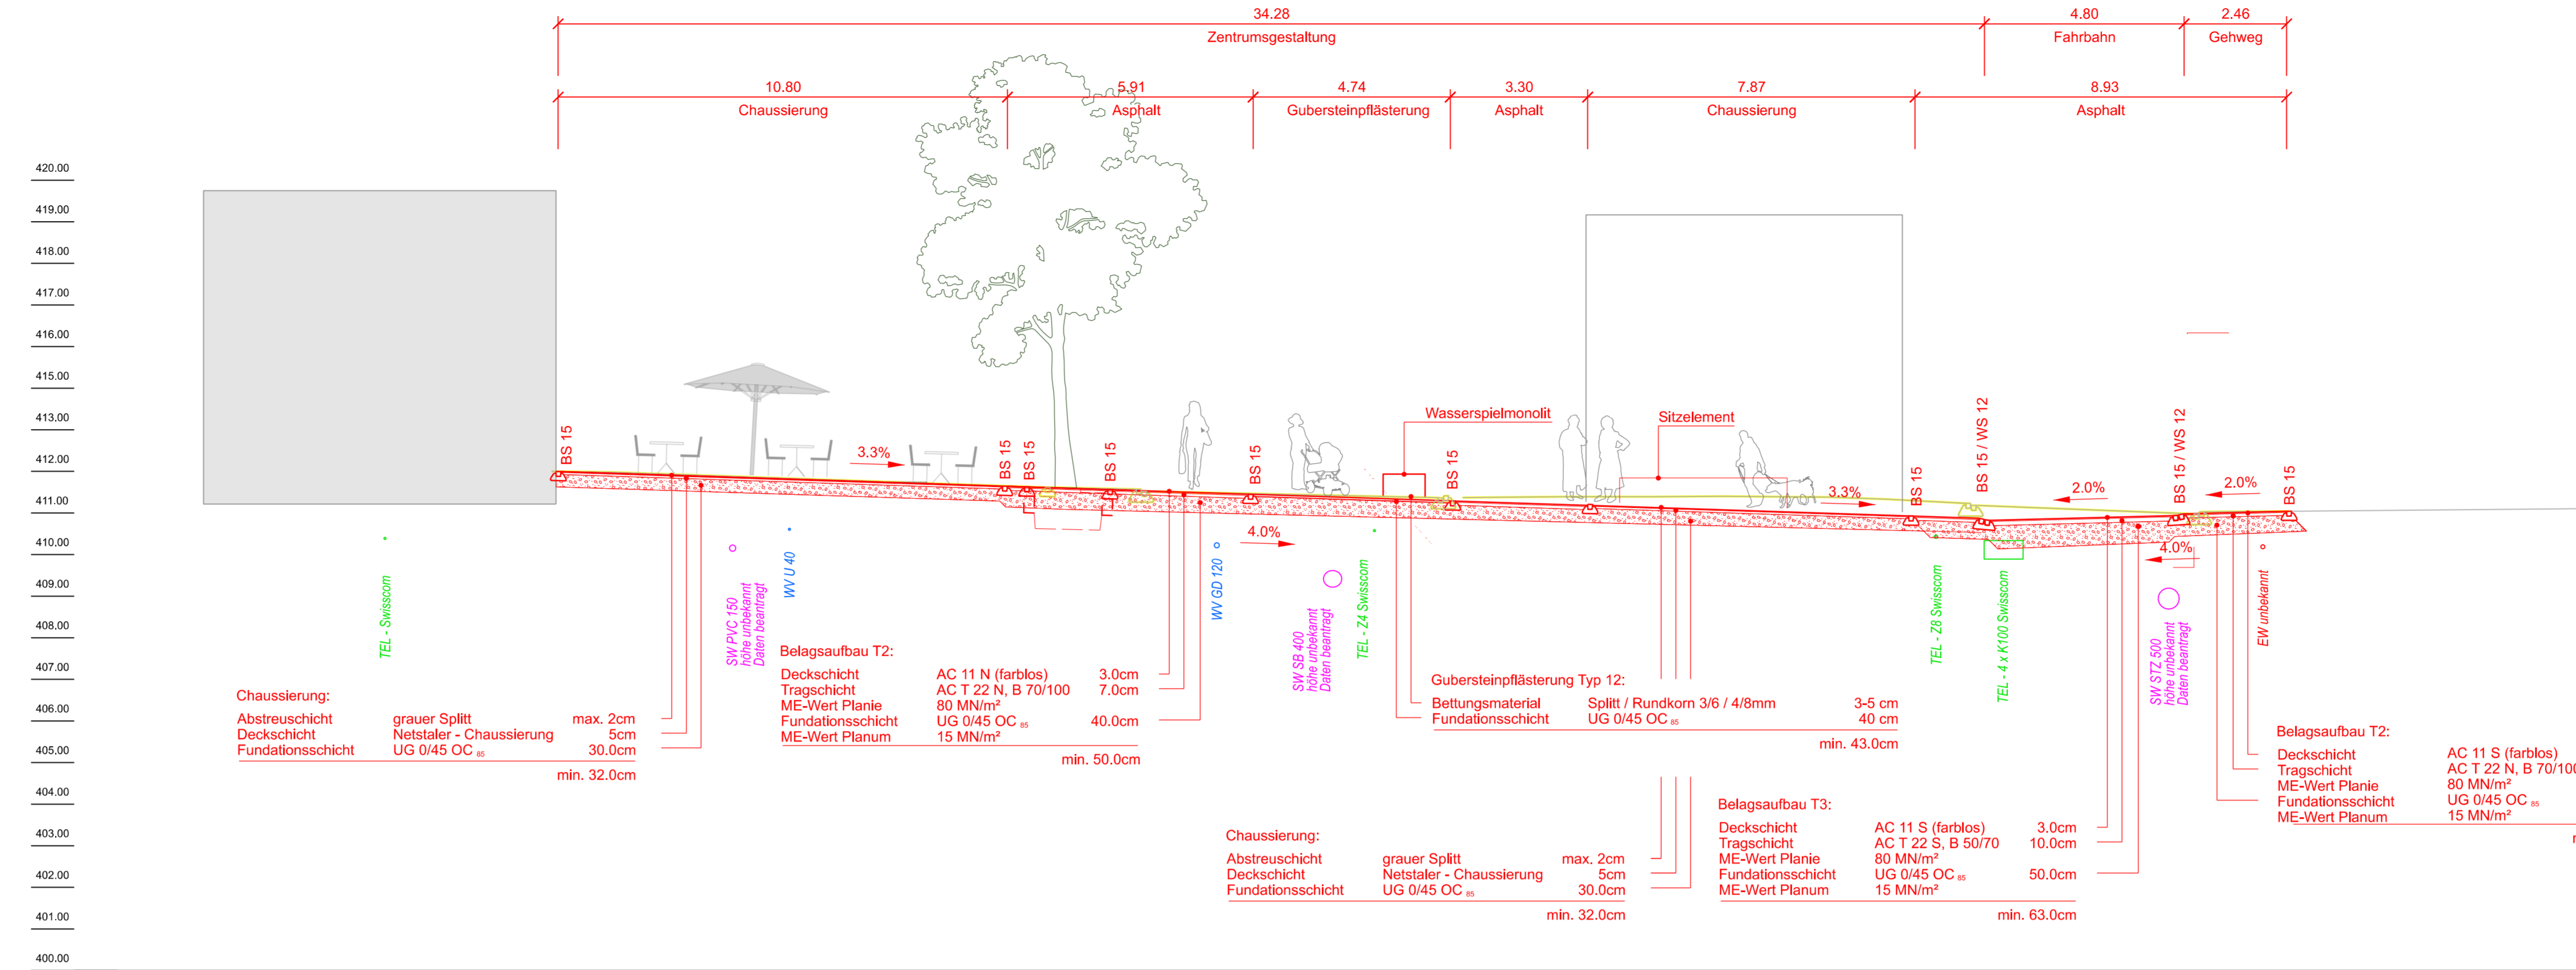 34.28
4.80
2.46
Zentrumsgestaltung
Fahrbahn
Gehweg
10.80
5.91
4.74
3.30
7.87
8.93
Chaussierung
Asphalt
Gubersteinpflästerung
Asphalt
Chaussierung
Asphalt
420.00
419.00
418.00
417.00
416.00
415.00
414.00
413.00
412.00
411.00
410.00
409.00
408.00
407.00
406.00
405.00
404.00
403.00
402.00
401.00
400.00
BS 15
3.3%
BS 15
BS 15
BS 15
BS 15
Wasserspielmonolit
BS 15
Sitzelement
3.3%
BS 15
BS 15 / WS 12
2.0%
BS 15 / WS 12
2.0%
BS 15
4.0%
4.0%
TEL - Swisscom
SW PVC 150
höhe unbekannt
Daten beantragt
WV U 40
WV GD 120
SW SB 400
höhe unbekannt
Daten beantragt
TEL - Z4 Swisscom
TEL - Z8 Swisscom
TEL - 4 x K100 Swisscom
SW STZ 500
höhe unbekannt
Daten beantragt
EW unbekannt
Chaussierung:
Abstreuschicht grauer Splitt max. 2cm
Deckschicht Netstaler - Chaussierung 5cm
Fundationsschicht UG 0/45 OC 85 30.0cm
min. 32.0cm
Belagsaufbau T2:
Deckschicht AC 11 N (farblos) 3.0cm
Tragschicht AC T 22 N, B 70/100 7.0cm
ME-Wert Planie 80 MN/m²
Fundationsschicht UG 0/45 OC 85 40.0cm
ME-Wert Planum 15 MN/m²
min. 50.0cm
Gubersteinpflästerung Typ 12:
Bettungsmaterial Splitt / Rundkorn 3/6 / 4/8mm 3-5 cm
Fundationsschicht UG 0/45 OC 85 40 cm
min. 43.0cm
Chaussierung:
Abstreuschicht grauer Splitt max. 2cm
Deckschicht Netstaler - Chaussierung 5cm
Fundationsschicht UG 0/45 OC 85 30.0cm
min. 32.0cm
Belagsaufbau T3:
Deckschicht AC 11 S (farblos) 3.0cm
Tragschicht AC T 22 S, B 50/70 10.0cm
ME-Wert Planie 80 MN/m²
Fundationsschicht UG 0/45 OC 85 50.0cm
ME-Wert Planum 15 MN/m²
min. 63.0cm
Belagsaufbau T2:
Deckschicht AC 11 S (farblos)
Tragschicht AC T 22 N, B 70/100
ME-Wert Planie 80 MN/m²
Fundationsschicht UG 0/45 OC 85
ME-Wert Planum 15 MN/m²